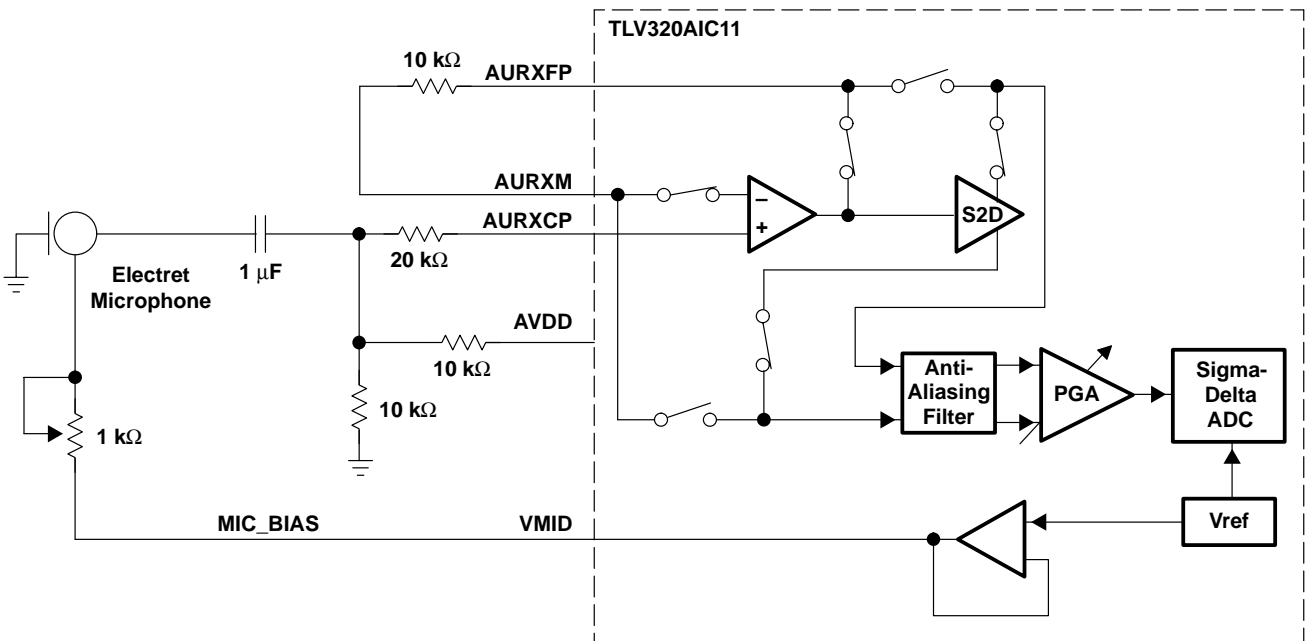 TLV320AIC11
10 kΩ
AURXFP
AURXM
−
+
S2D
AURXCP
20 kΩ
1 μF
Electret
Microphone
AVDD
10 kΩ
10 kΩ
1 kΩ
Anti-
Aliasing
Filter
PGA
Sigma-
Delta
ADC
MIC_BIAS
VMID
Vref